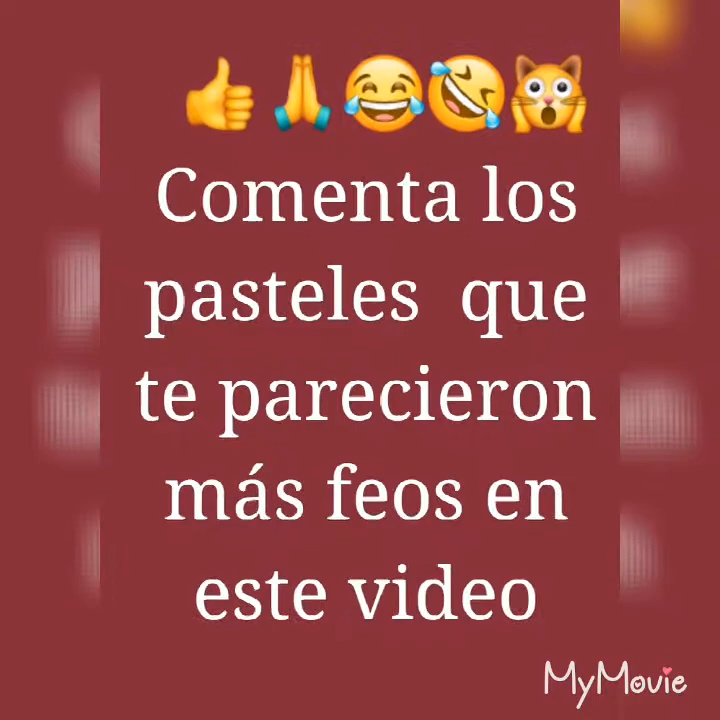 👍🙏😂🤣🙀
Comenta los
pasteles que
te parecieron
más feos en
este video
MyMovie